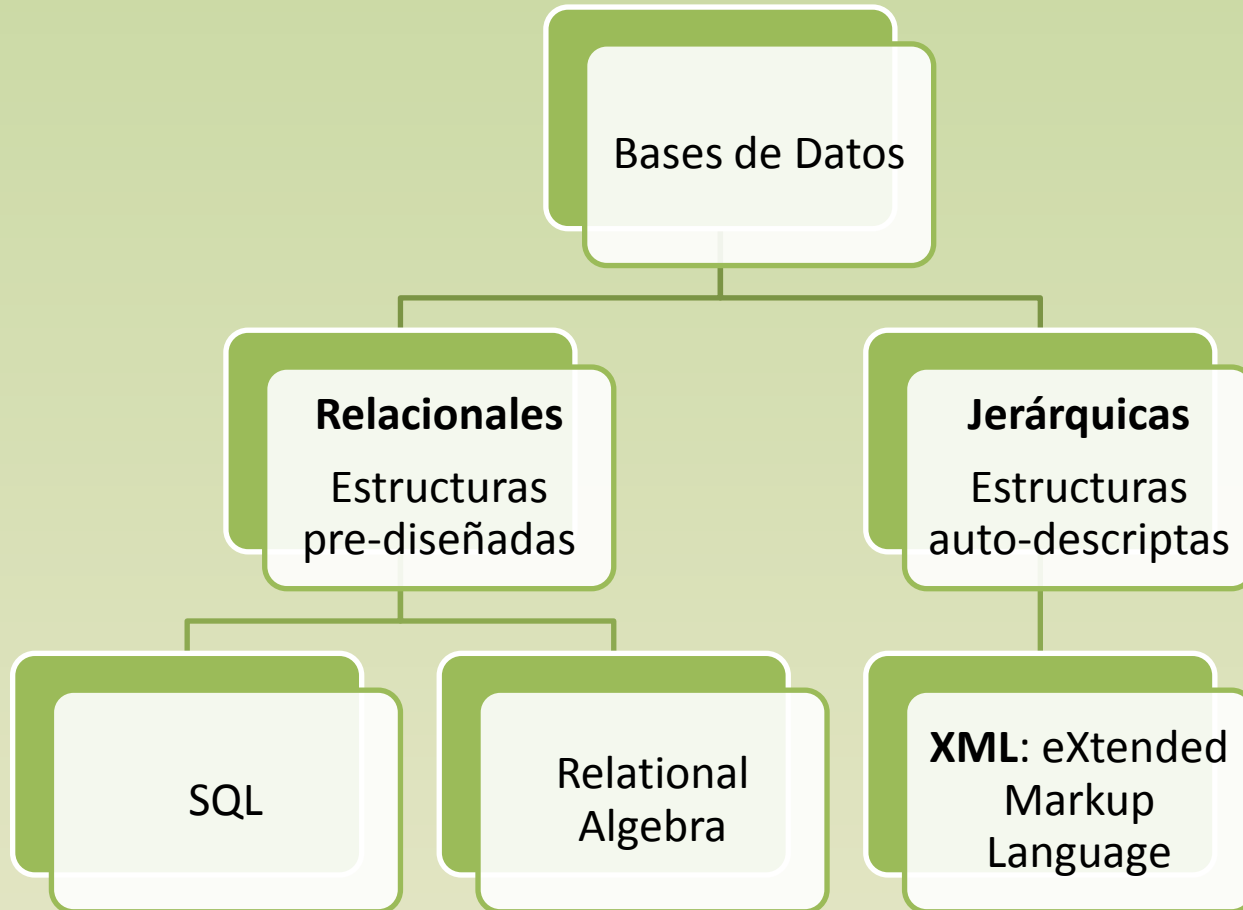 Bases de Datos
Relacionales
Estructuras
pre-diseñadas
Jerárquicas
Estructuras
auto-descriptas
SQL
Relational
Algebra
XML: eXtended
Markup
Language